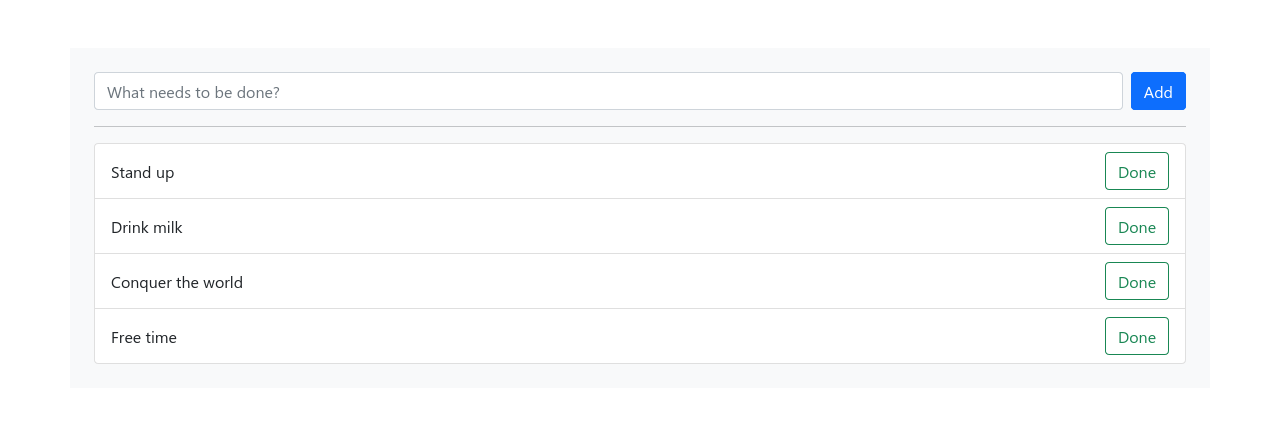 What needs to be done? Add
Stand up Done
Drink milk Done
Conquer the world Done
Free time Done